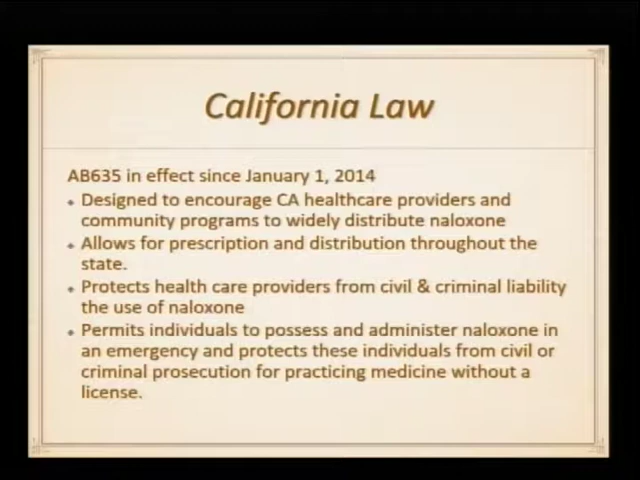 California Law
AB635 in effect since January 1, 2014
Designed to encourage CA healthcare providers and
community programs to widely distribute naloxone
Allows for prescription and distribution throughout the
state.
Protects health care providers from civil & criminal liability
the use of naloxone
Permits individuals to possess and administer naloxone in
an emergency and protects these individuals from civil or
criminal prosecution for practicing medicine without a
license.